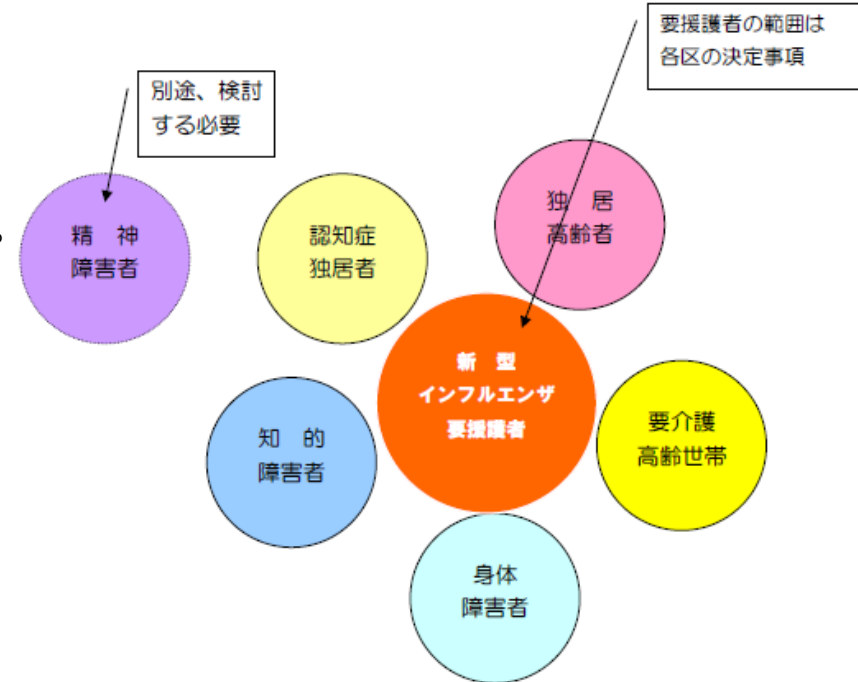 要援護者の範囲は
各区の決定事項
別途、検討
する必要
独　居
高齢者
精　神
障害者
認知症
独居者
新　型
インフルエンザ
要援護者
要介護
高齢世帯
知　的
障害者
身体
障害者